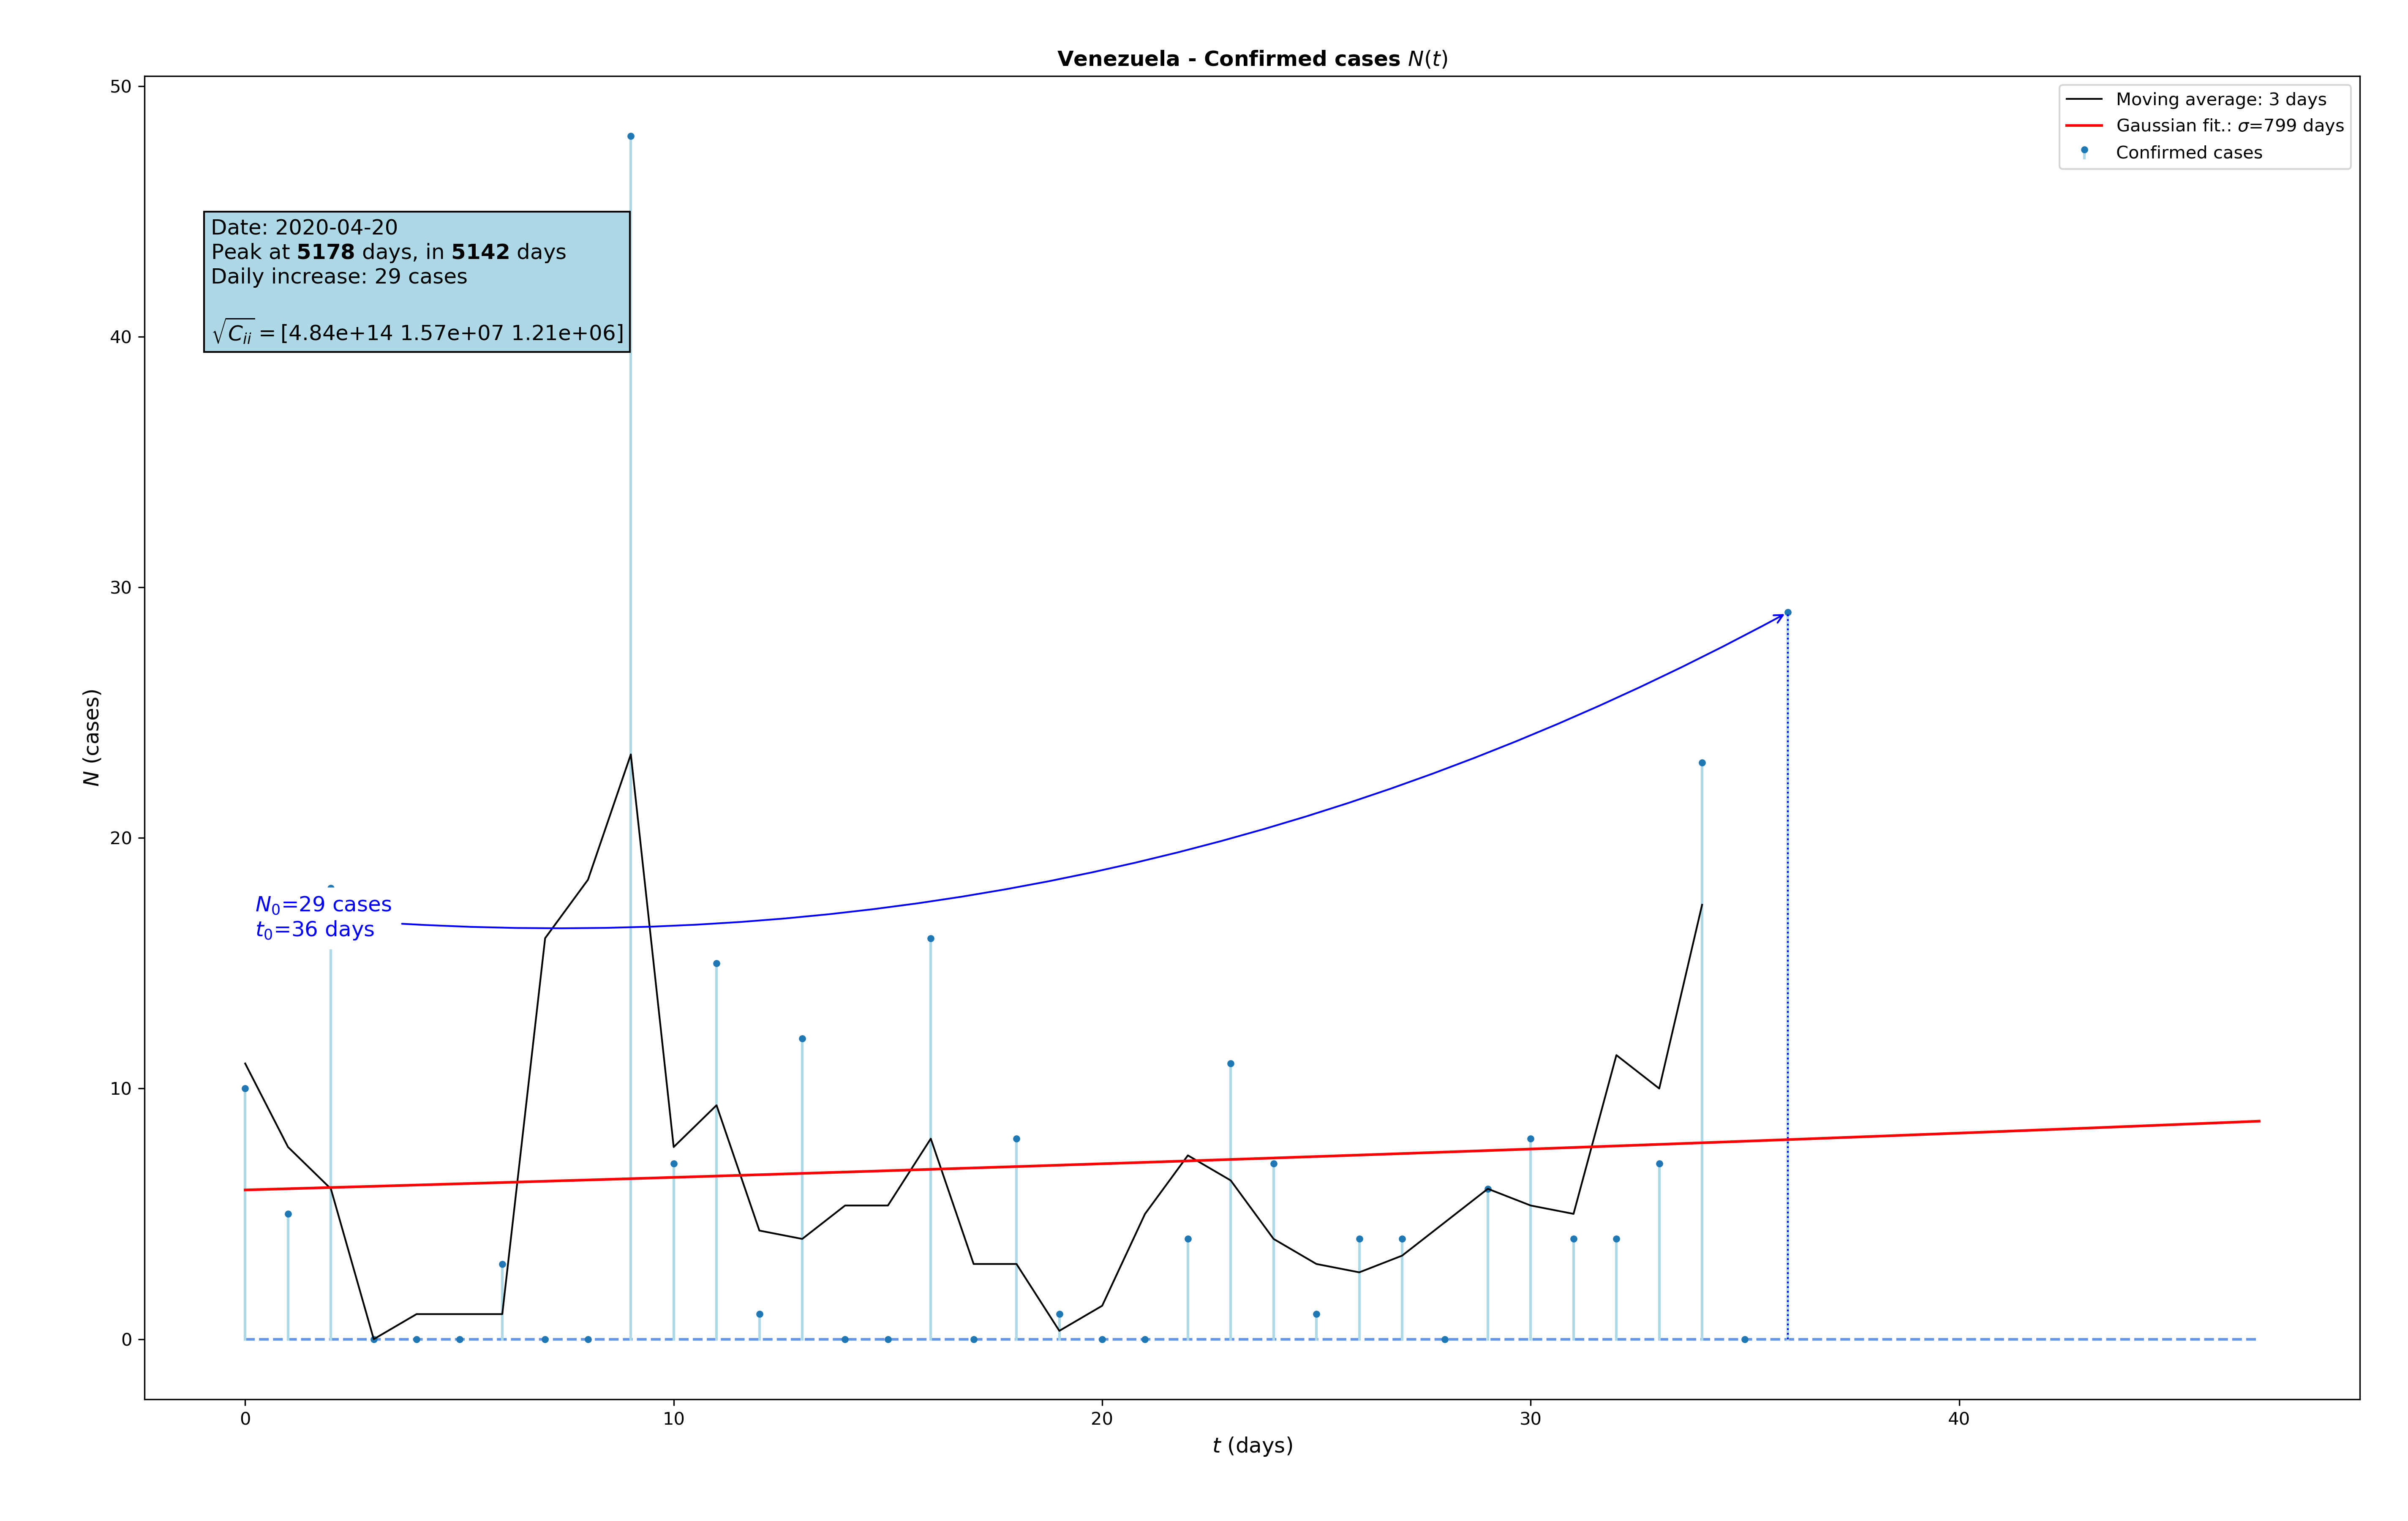 Venezuela - Confirmed cases N(t)
Moving average: 3 days
Gaussian fit.: σ=799 days
Confirmed cases
Date: 2020-04-20
Peak at 5178 days, in 5142 days
Daily increase: 29 cases
√C_ii = [4.84e+14 1.57e+07 1.21e+06]
N₀=29 cases
t₀=36 days
N (cases)
50
40
30
20
10
0
0 10 20 30 40
t (days)